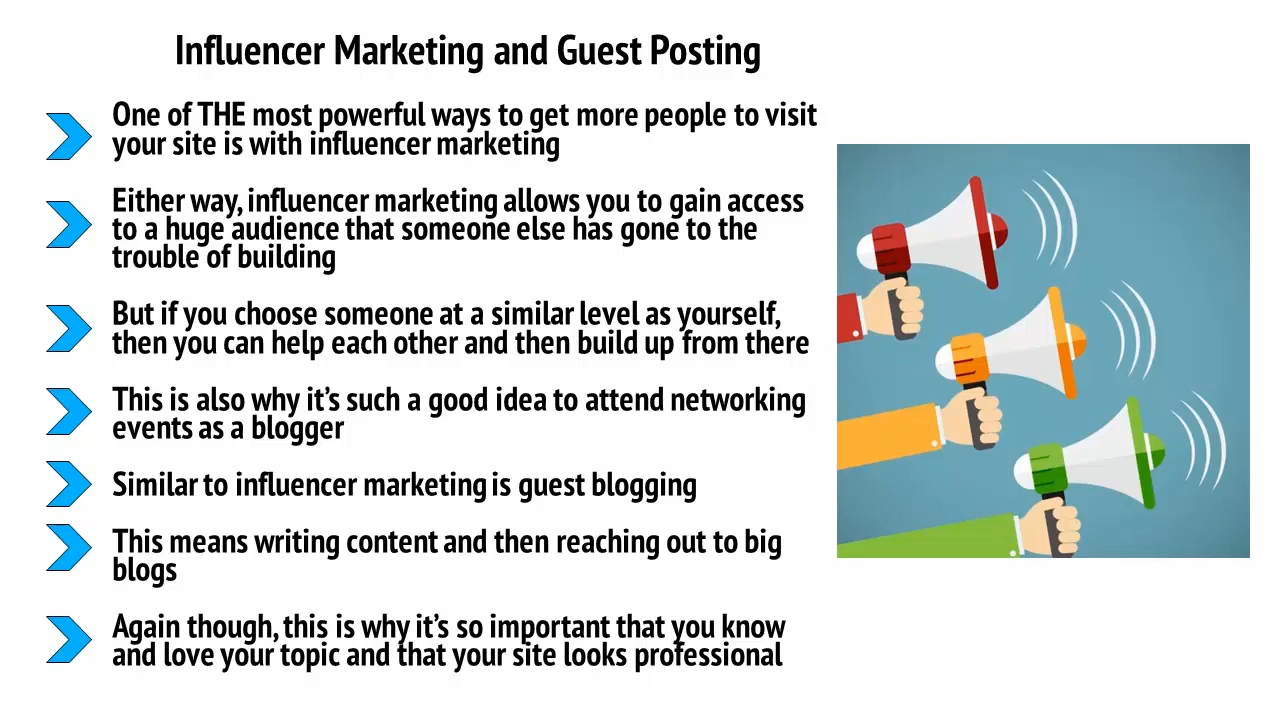 Influencer Marketing and Guest Posting
One of THE most powerful ways to get more people to visit
your site is with influencer marketing
Either way, influencer marketing allows you to gain access
to a huge audience that someone else has gone to the
trouble of building
But if you choose someone at a similar level as yourself,
then you can help each other and then build up from there
This is also why it’s such a good idea to attend networking
events as a blogger
Similar to influencer marketing is guest blogging
This means writing content and then reaching out to big
blogs
Again though, this is why it’s so important that you know
and love your topic and that your site looks professional